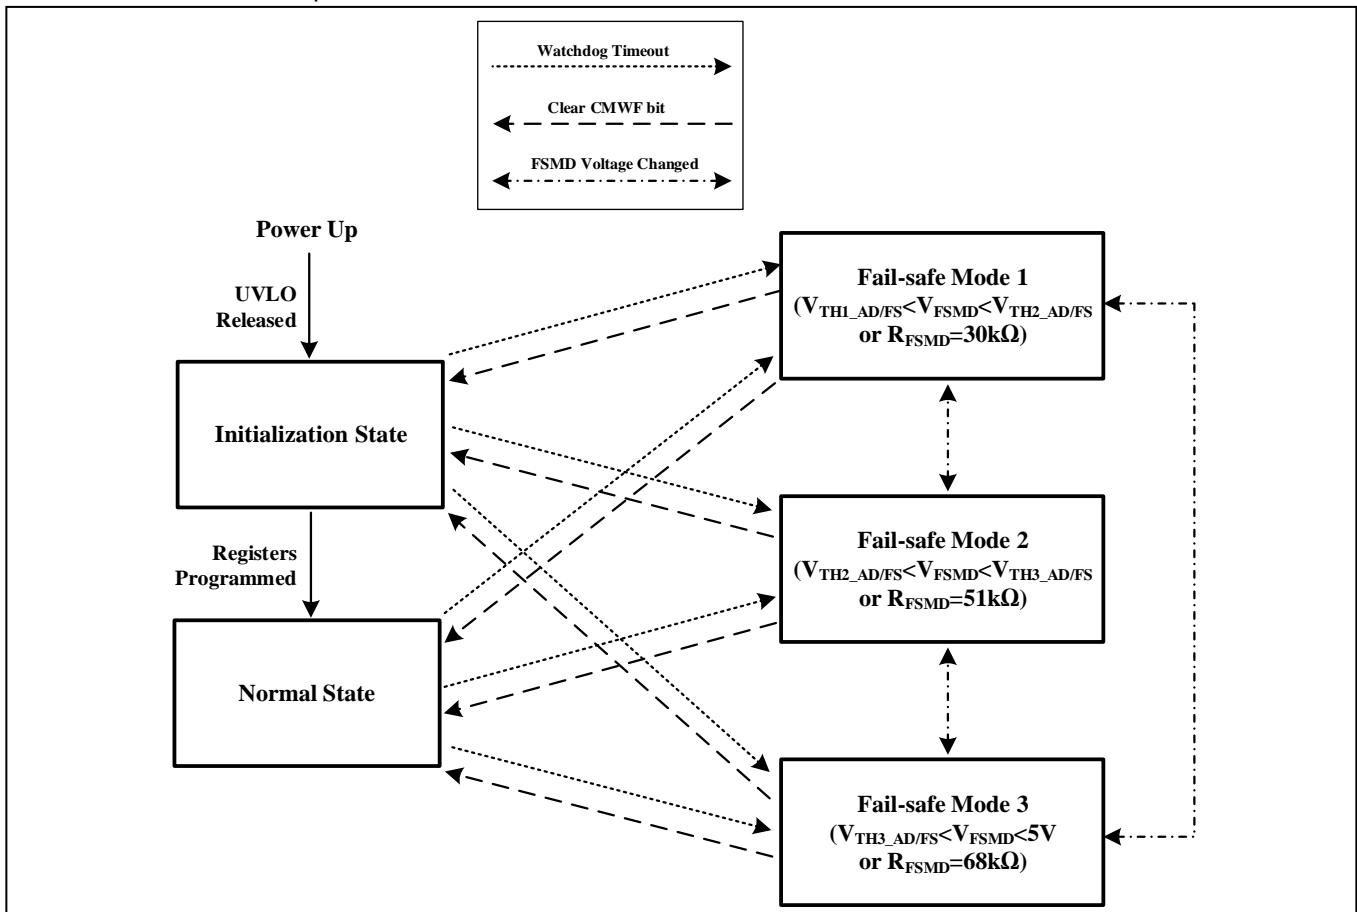 Watchdog Timeout
Clear CMWF bit
FSMD Voltage Changed
Power Up
UVLO
Released
Initialization State
Registers
Programmed
Normal State
Fail-safe Mode 1
(VTH1_AD/FS<VFSMD<VTH2_AD/FS
or RFSMD=30kΩ)
Fail-safe Mode 2
(VTH2_AD/FS<VFSMD<VTH3_AD/FS
or RFSMD=51kΩ)
Fail-safe Mode 3
(VTH3_AD/FS<VFSMD<5V
or RFSMD=68kΩ)